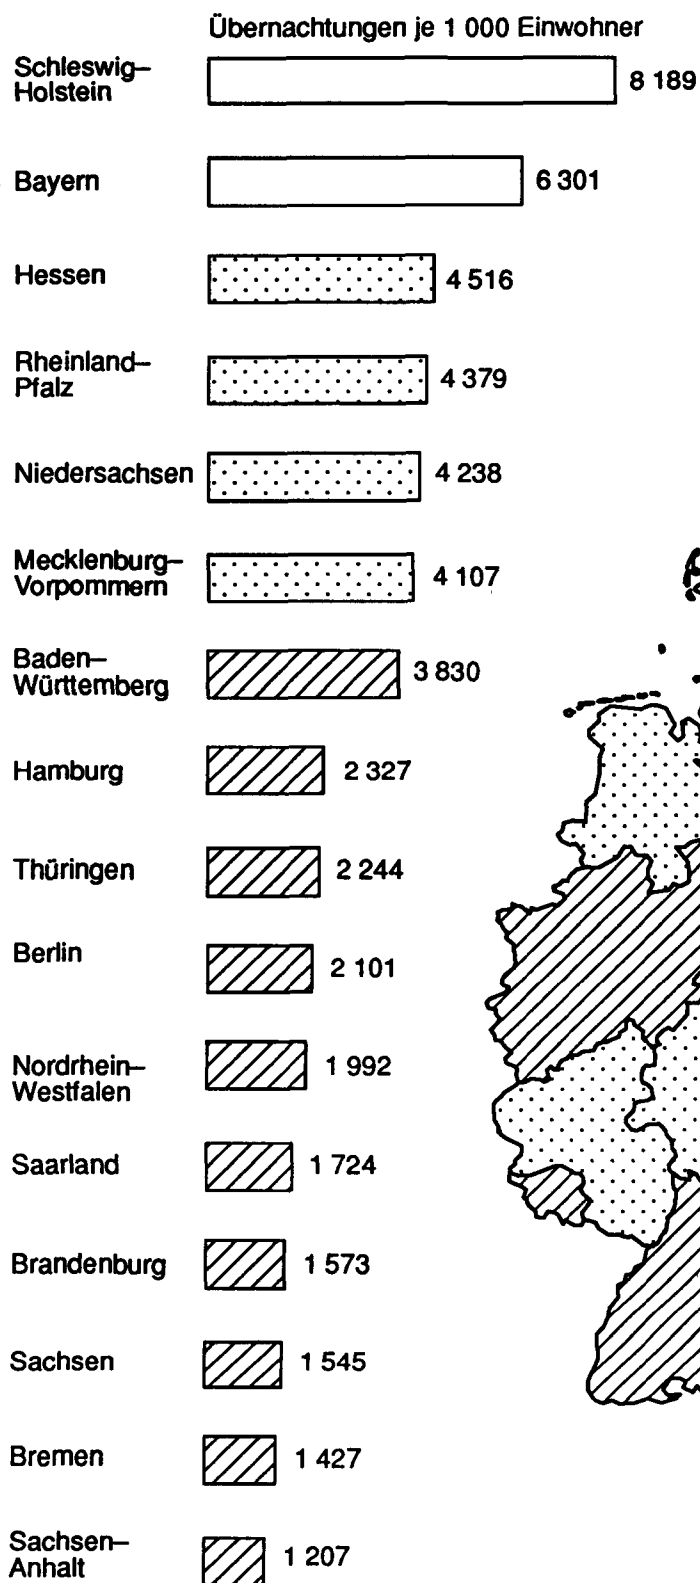 Übernachtungen je 1 000 Einwohner
Schleswig–
Holstein
8 189
Bayern
6 301
Hessen
4 516
Rheinland–
Pfalz
4 379
Niedersachsen
4 238
Mecklenburg–
Vorpommern
4 107
Baden–
Württemberg
3 830
Hamburg
2 327
Thüringen
2 244
Berlin
2 101
Nordrhein–
Westfalen
1 992
Saarland
1 724
Brandenburg
1 573
Sachsen
1 545
Bremen
1 427
Sachsen–
Anhalt
1 207